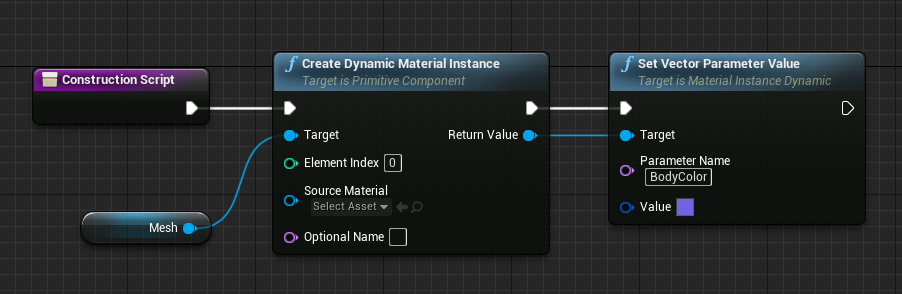 Construction Script
Create Dynamic Material Instance
Target is Primitive Component
Target
Return Value
Element Index 0
Source Material
Select Asset
Optional Name
Mesh
Set Vector Parameter Value
Target is Material Instance Dynamic
Target
Parameter Name
BodyColor
Value